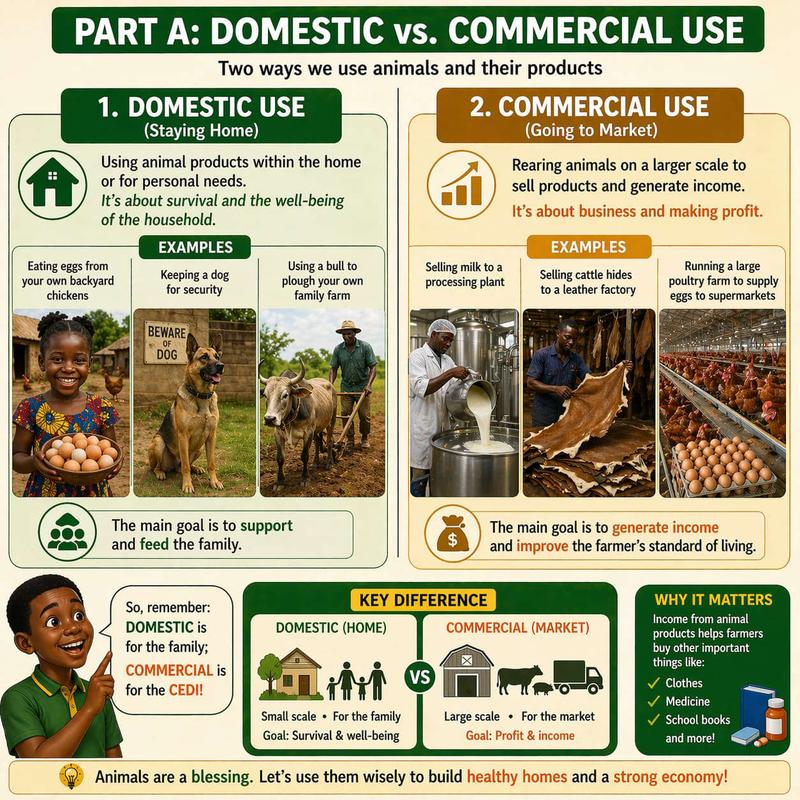 PART A: DOMESTIC vs. COMMERCIAL USE
Two ways we use animals and their products
1. DOMESTIC USE
(Staying Home)
Using animal products within the home
or for personal needs.
It's about survival and the well-being
of the household.
EXAMPLES
Eating eggs from
your own backyard
chickens
Keeping a dog
for security
Using a bull to
plough your own
family farm
BEWARE
OF
DOG
The main goal is to support
and feed the family.
2. COMMERCIAL USE
(Going to Market)
Rearing animals on a larger scale to
sell products and generate income.
It's about business and making profit.
EXAMPLES
Selling milk to a
processing plant
Selling cattle hides
to a leather factory
Running a large
poultry farm to supply
eggs to supermarkets
$
The main goal is to generate income
and improve the farmer's standard of living.
So, remember:
DOMESTIC is
for the family;
COMMERCIAL is
for the CEDI!
KEY DIFFERENCE
DOMESTIC (HOME)
Small scale • For the family
Goal: Survival & well-being
VS
COMMERCIAL (MARKET)
Large scale • For the market
Goal: Profit & income
WHY IT MATTERS
Income from animal
products helps farmers
buy other important
things like:
✓ Clothes
✓ Medicine
✓ School books
and more!
Animals are a blessing. Let's use them wisely to build healthy homes and a strong economy!